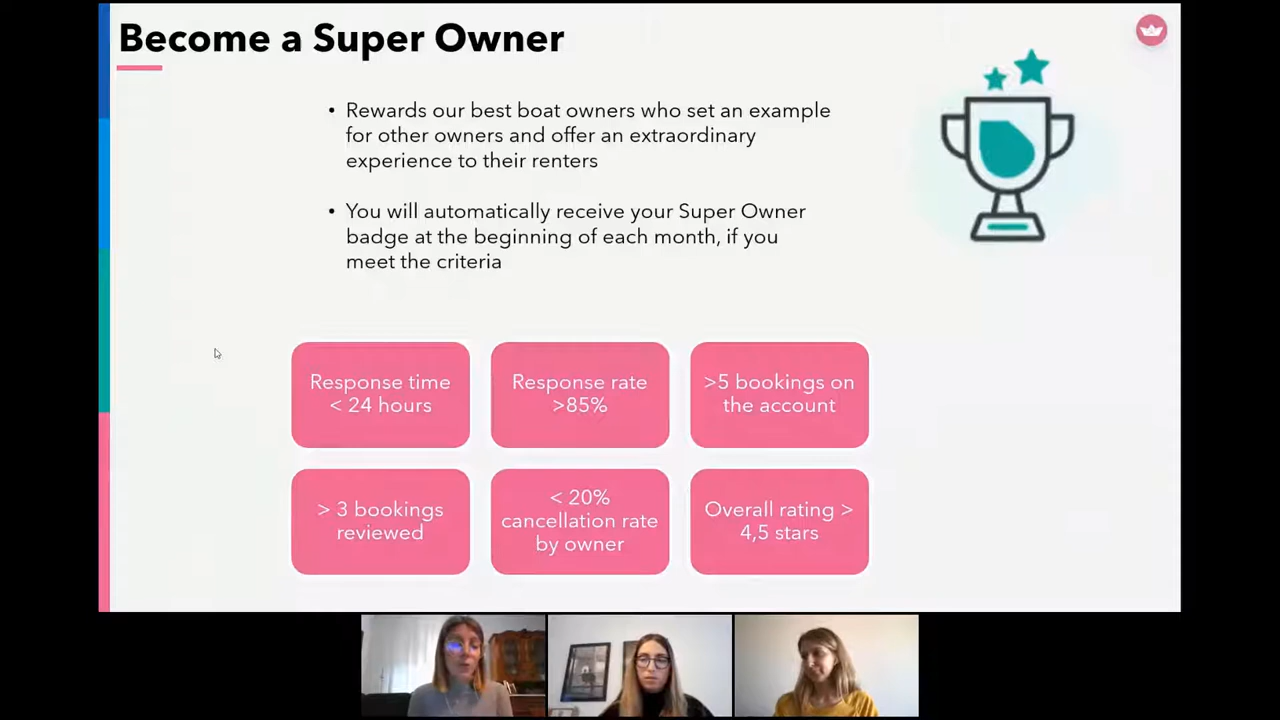 Become a Super Owner
• Rewards our best boat owners who set an example
for other owners and offer an extraordinary
experience to their renters
• You will automatically receive your Super Owner
badge at the beginning of each month, if you
meet the criteria
Response time
< 24 hours
Response rate
>85%
>5 bookings on
the account
> 3 bookings
reviewed
< 20%
cancellation rate
by owner
Overall rating >
4,5 stars